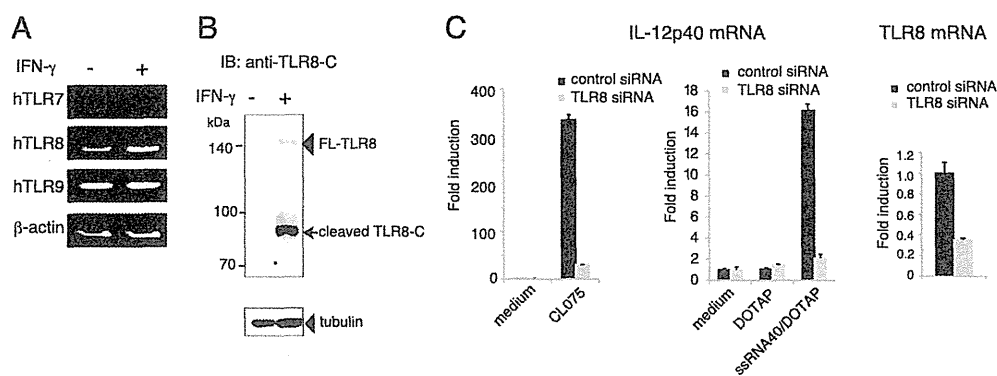 A
IFN-γ - +
hTLR7
hTLR8
hTLR9
β-actin
B
IB: anti-TLR8-C
IFN-γ - +
kDa
140
FL-TLR8
100
cleaved TLR8-C
70
tubulin
C
IL-12p40 mRNA
control siRNA
TLR8 siRNA
Fold induction
400
300
200
100
0
medium
CL075
control siRNA
TLR8 siRNA
Fold induction
18
16
14
12
10
8
6
4
2
0
medium
DOTAP
ssRNA40/DOTAP
TLR8 mRNA
control siRNA
TLR8 siRNA
Fold induction
1.2
1.0
0.8
0.6
0.4
0.2
0